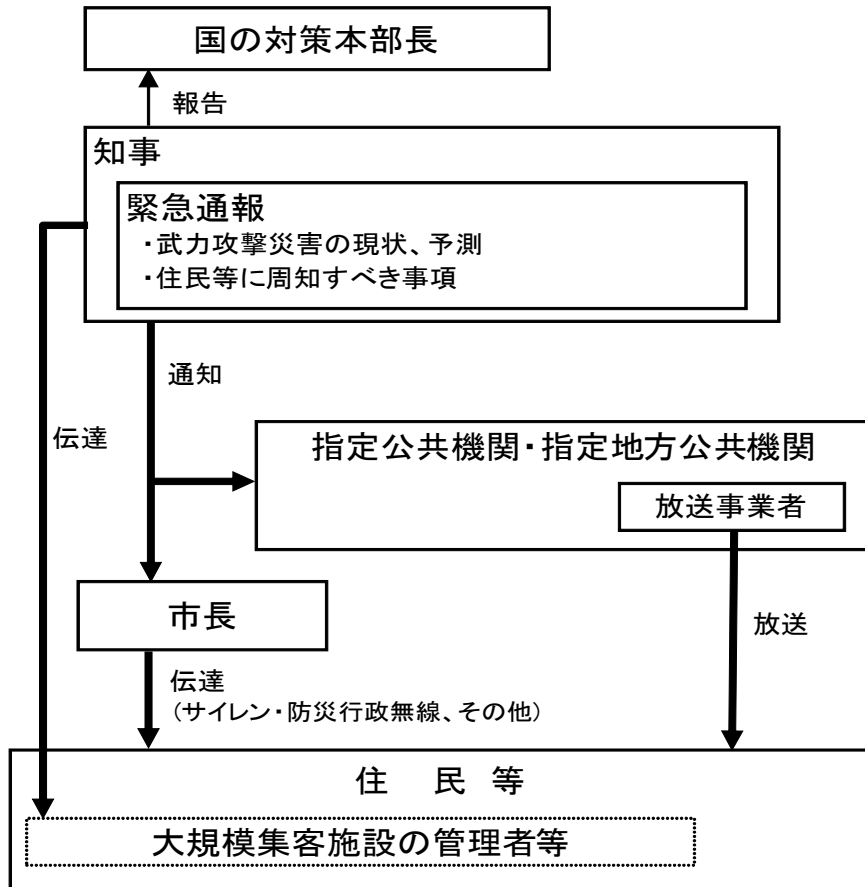 国の対策本部長
報告
知事
緊急通報
・武力攻撃災害の現状、予測
・住民等に周知すべき事項
通知
伝達
指定公共機関・指定地方公共機関
放送事業者
市長
放送
伝達
(サイレン・防災行政無線、その他)
住　民 等
大規模集客施設の管理者等